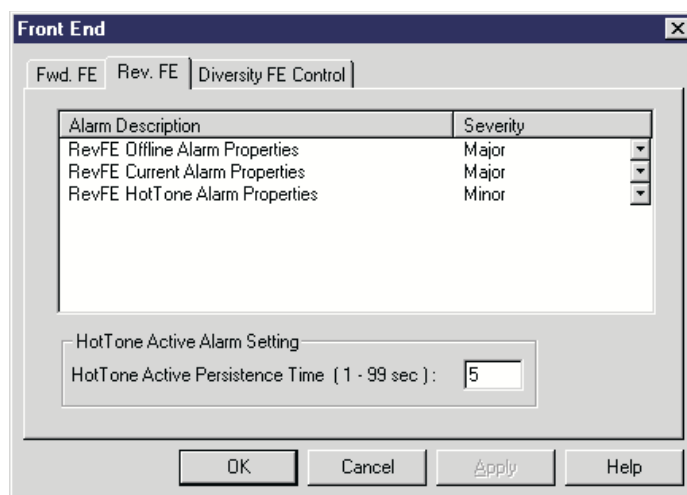 Front End
Fwd. FE Rev. FE Diversity FE Control
Alarm Description Severity
RevFE Offline Alarm Properties Major
RevFE Current Alarm Properties Major
RevFE HotTone Alarm Properties Minor
HotTone Active Alarm Setting
HotTone Active Persistence Time ( 1 - 99 sec ) : 5
OK Cancel Apply Help